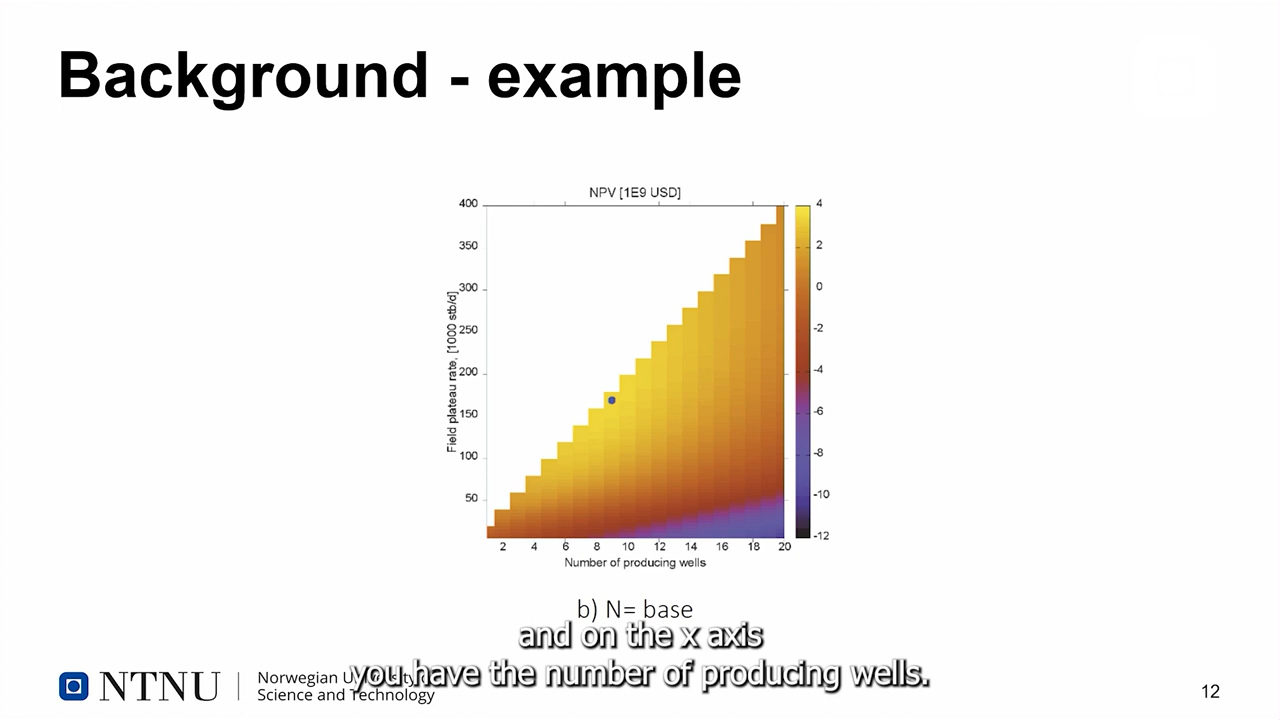 Background - example
NPV [1E9 USD]
400
350
300
250
200
150
100
50
Field plateau rate, [1000 stb/d]
2 4 6 8 10 12 14 16 18 20
Number of producing wells
4
2
0
-2
-4
-6
-8
-10
-12
b) N= base
and on the x axis
you have the number of producing wells.
NTNU
Norwegian University of
Science and Technology
12